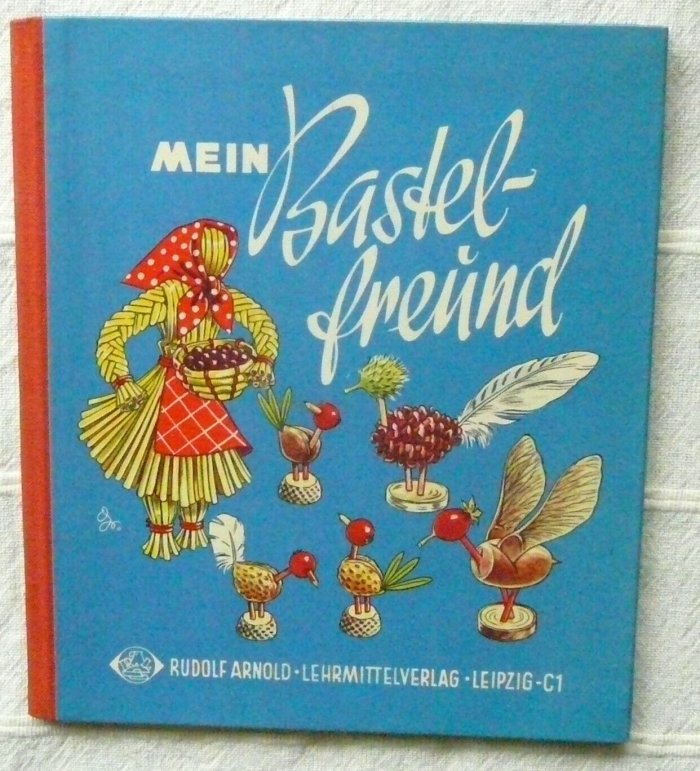 MEIN Bastel-
freund
RUDOLF ARNOLD · LEHRMITTELVERLAG · LEIPZIG-C1